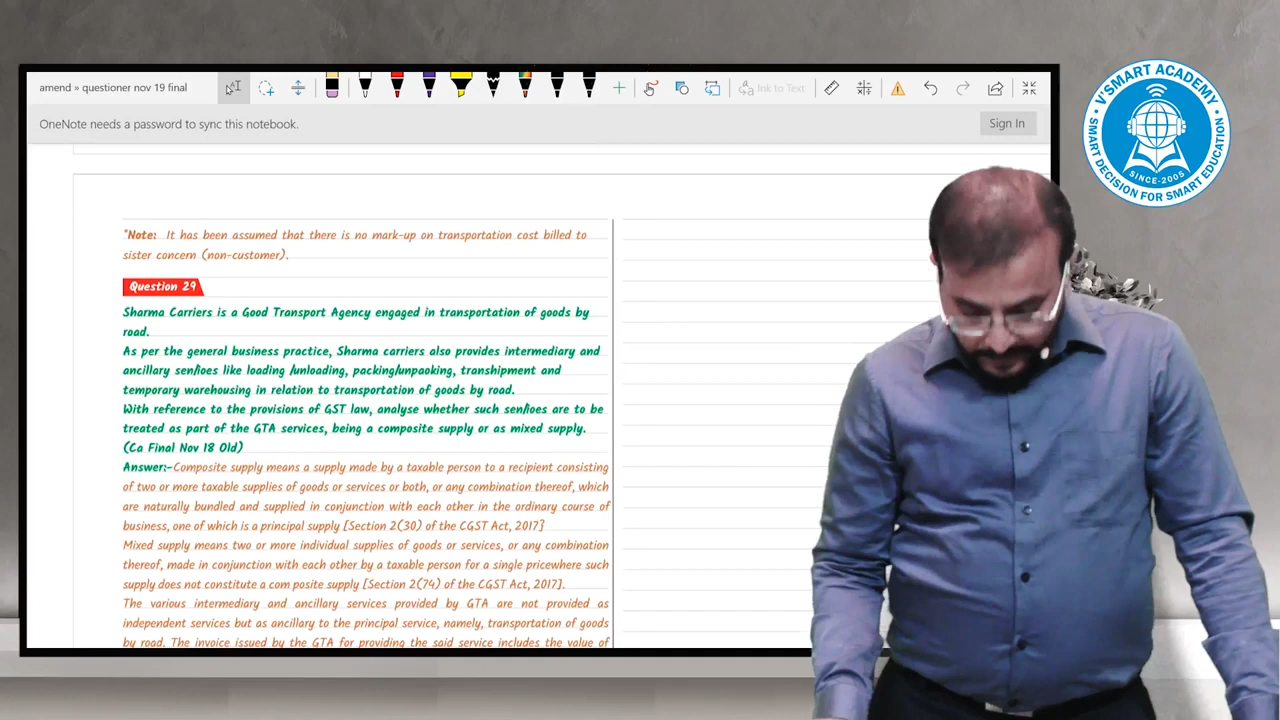 amend » questioner nov 19 final
Ink to Text
OneNote needs a password to sync this notebook.
Sign In
V'SMART ACADEMY
SINCE-2005
SMART DECISION FOR SMART EDUCATION
"Note: It has been assumed that there is no mark-up on transportation cost billed to
sister concern (non-customer).
Question 29
Sharma Carriers is a Good Transport Agency engaged in transportation of goods by
road.
As per the general business practice, Sharma carriers also provides intermediary and
ancillary sen/ioes like loading /unloading, packing/unpaoking, transhipment and
temporary warehousing in relation to transportation of goods by road.
With reference to the provisions of GST law, analyse whether such sen/ioes are to be
treated as part of the GTA services, being a composite supply or as mixed supply.
(Ca Final Nov 18 Old)
Answer:-Composite supply means a supply made by a taxable person to a recipient consisting
of two or more taxable supplies of goods or services or both, or any combination thereof, which
are naturally bundled and supplied in conjunction with each other in the ordinary course of
business, one of which is a principal supply [Section 2(30) of the CGST Act, 2017]
Mixed supply means two or more individual supplies of goods or services, or any combination
thereof, made in conjunction with each other by a taxable person for a single pricewhere such
supply does not constitute a com posite supply [Section 2(74) of the CGST Act, 2017].
The various intermediary and ancillary services provided by GTA are not provided as
independent services but as ancillary to the principal service, namely, transportation of goods
by road. The invoice issued by the GTA for providing the said service includes the value of